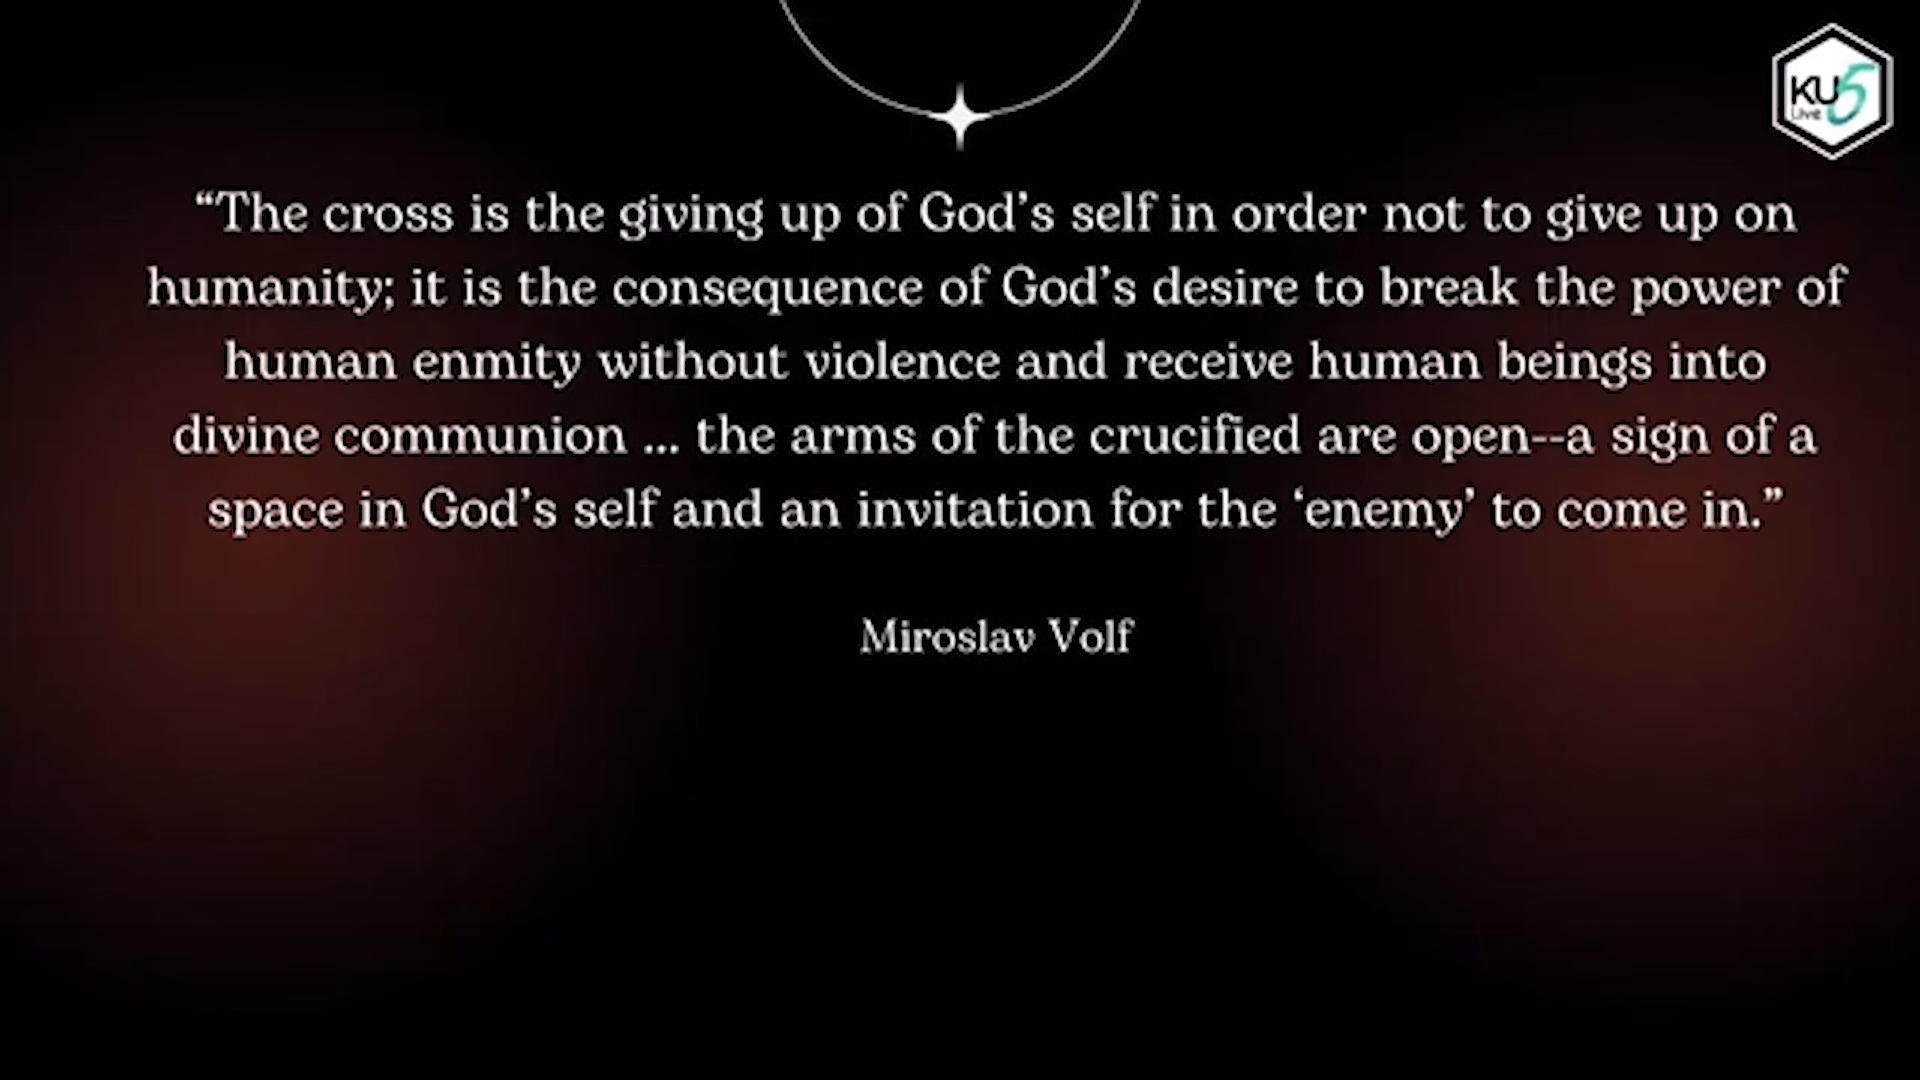 KU5
Live
“The cross is the giving up of God’s self in order not to give up on
humanity; it is the consequence of God’s desire to break the power of
human enmity without violence and receive human beings into
divine communion ... the arms of the crucified are open--a sign of a
space in God’s self and an invitation for the ‘enemy’ to come in.”
Miroslav Volf